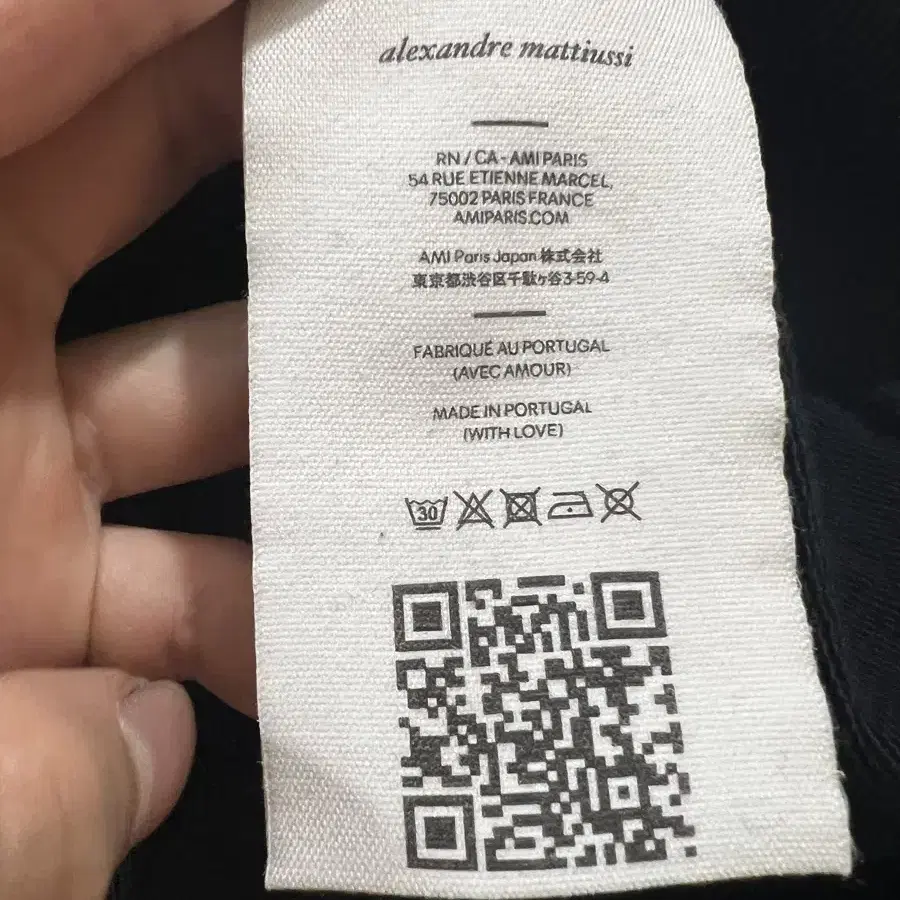 alexandre mattiussi
RN / CA - AMI PARIS
54 RUE ETIENNE MARCEL,
75002 PARIS FRANCE
AMIPARIS.COM
AMI Paris Japan 株式会社
東京都渋谷区千駄ヶ谷3-59-4
FABRIQUÉ AU PORTUGAL
(AVEC AMOUR)
MADE IN PORTUGAL
(WITH LOVE)
30